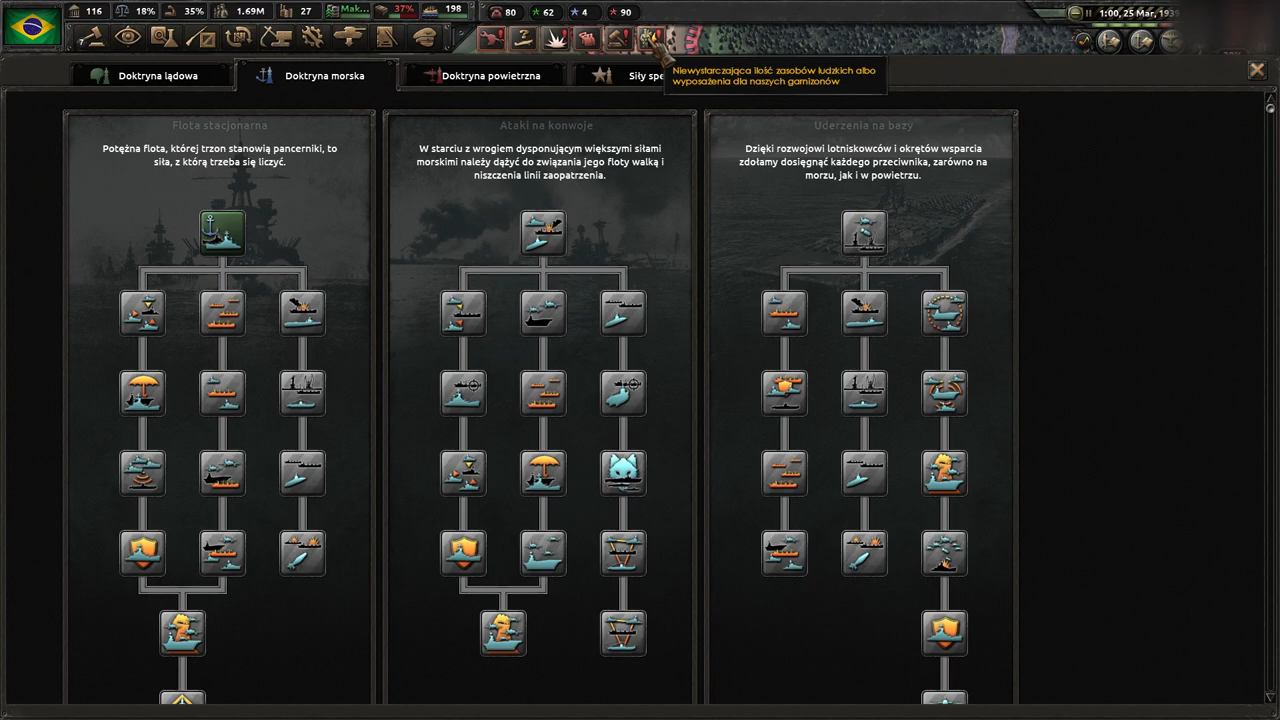 116 18% 35% 1.69M 27 Mak... 37% 198 80 62 4 90 1:00, 25 Mar, 19
7
Doktryna lądowa
Doktryna morska
Doktryna powietrzna
Siły spe
Niewystarczająca ilość zasobów ludzkich albo
wyposażenia dla naszych garnizonów
Flota stacjonarna
Potężna flota, której trzon stanowią pancerniki, to
siła, z którą trzeba się liczyć.
Ataki na konwoje
W starciu z wrogiem dysponującym większymi siłami
morskimi należy dążyć do związania jego floty walką i
niszczenia linii zaopatrzenia.
Uderzenia na bazy
Dzięki rozwojowi lotniskowców i okrętów wsparcia
zdołamy dosięgnąć każdego przeciwnika, zarówno na
morzu, jak i w powietrzu.